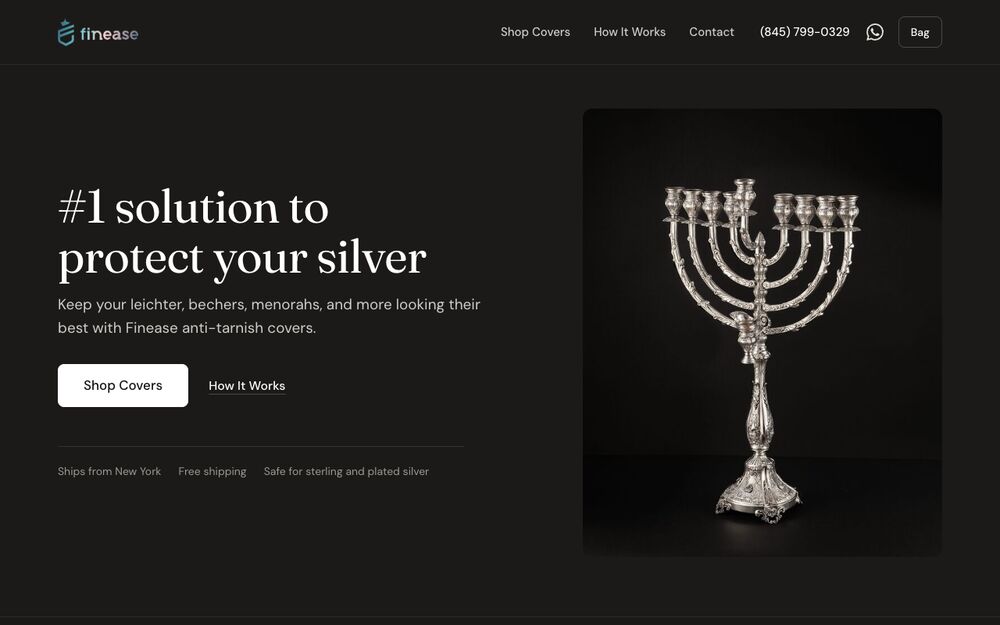 finease
Shop Covers
How It Works
Contact
(845) 799-0329
Bag
#1 solution to
protect your silver
Keep your leichter, bechers, menorahs, and more looking their
best with Finease anti-tarnish covers.
Shop Covers
How It Works
Ships from New York
Free shipping
Safe for sterling and plated silver